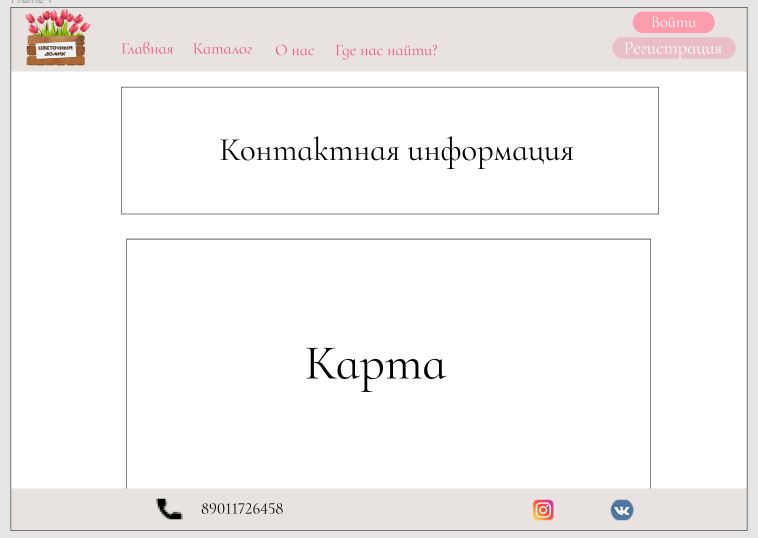 Frame 1
Войти
ЦВЕТОЧНЫЙ
ДОМИК
Главная Каталог О нас Где нас найти?
Регистрация
Контактная информация
Карта
89011726458